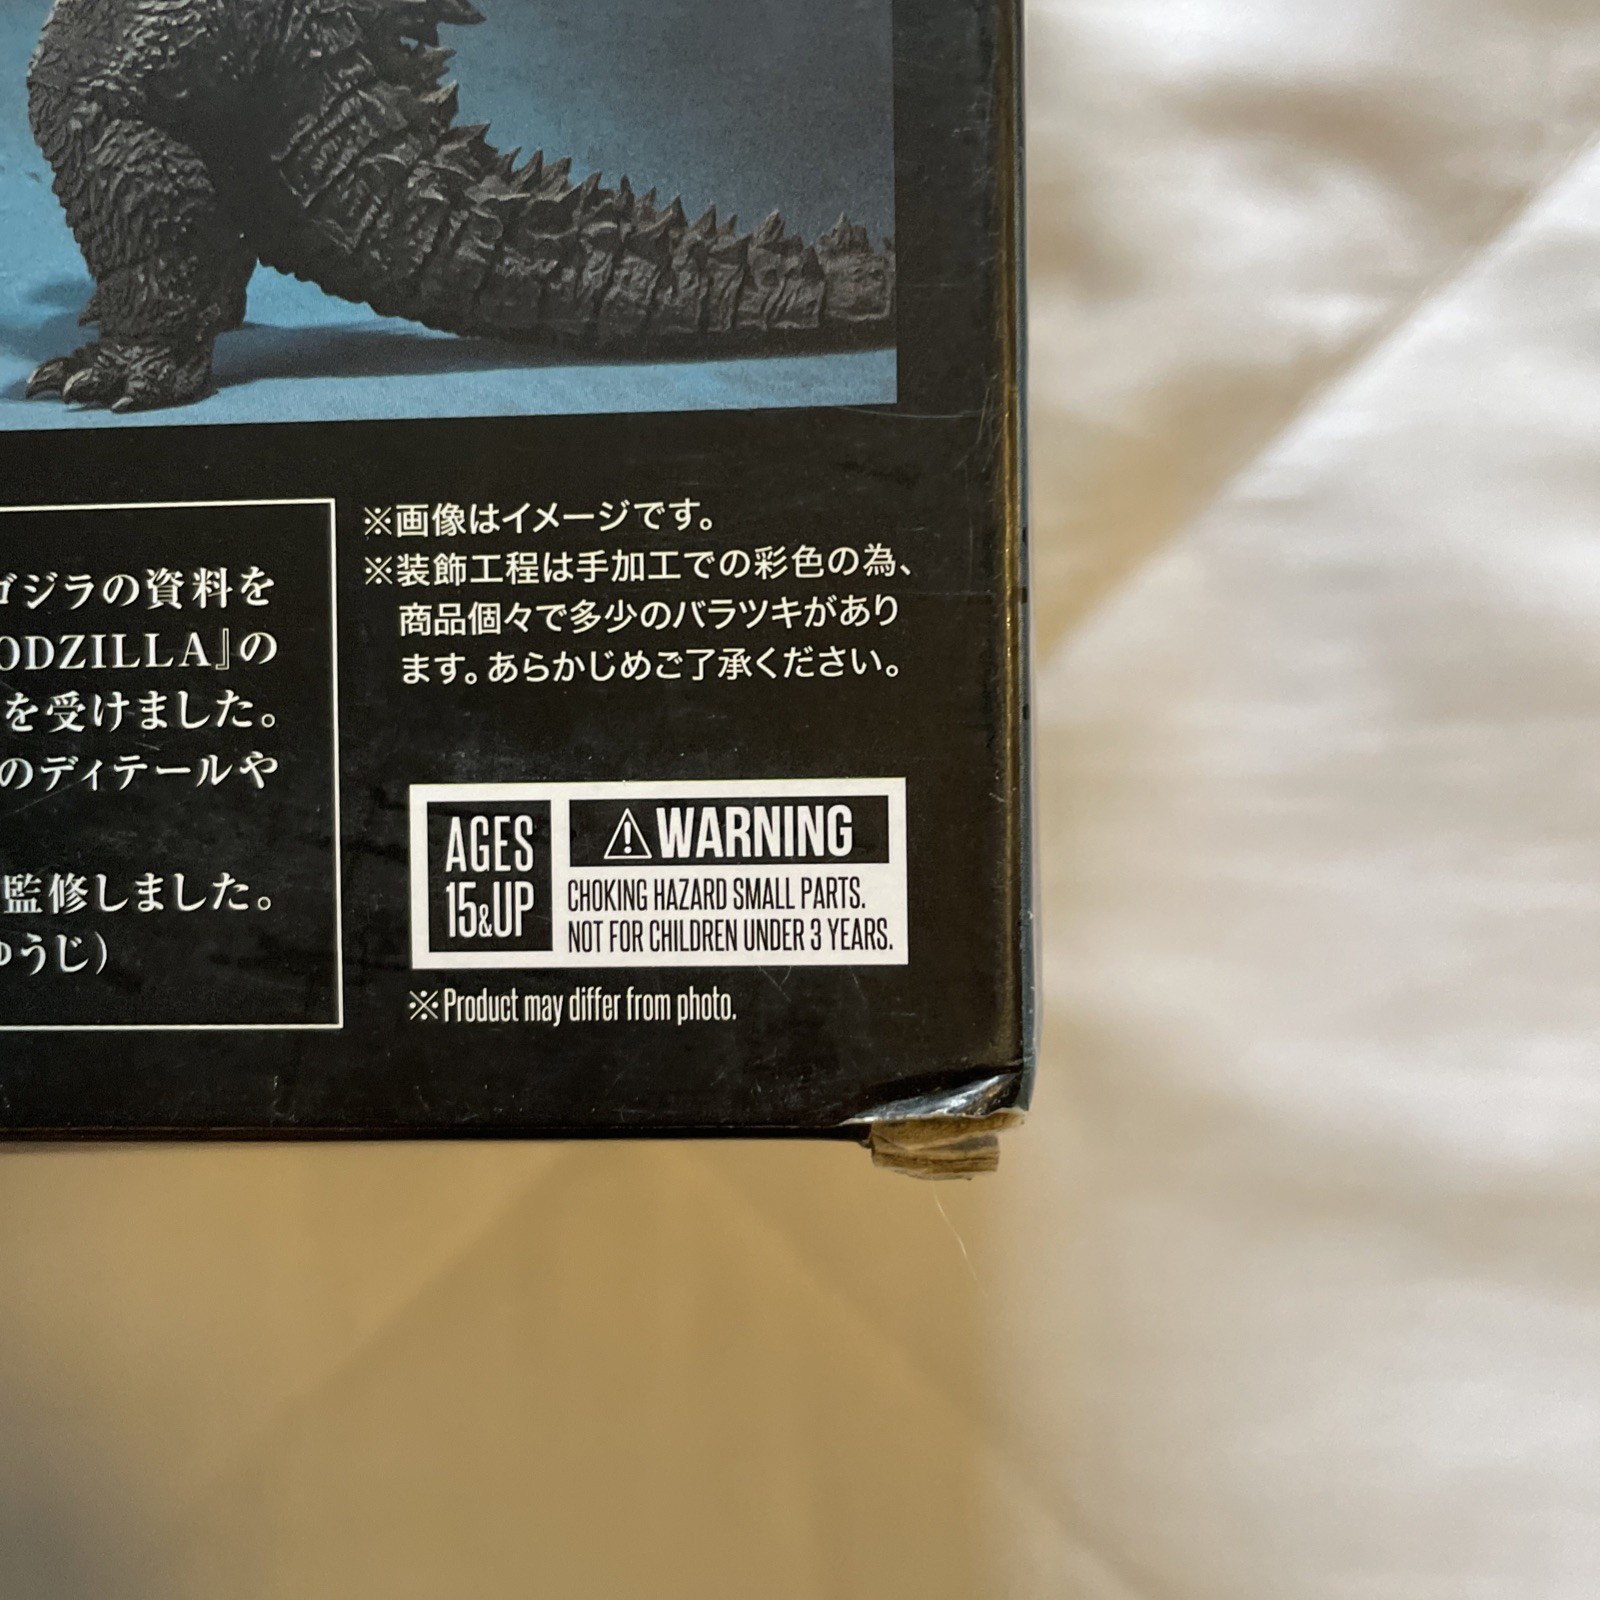 ゴジラの資料を
ODZILLA』の
を受けました。
のディテールや
監修しました。
ゅうじ）
※画像はイメージです。
※装飾工程は手加工での彩色の為、
商品個々で多少のバラツキがあり
ます。あらかじめご了承ください。
AGES
15&UP
⚠WARNING
CHOKING HAZARD SMALL PARTS.
NOT FOR CHILDREN UNDER 3 YEARS.
※Product may differ from photo.